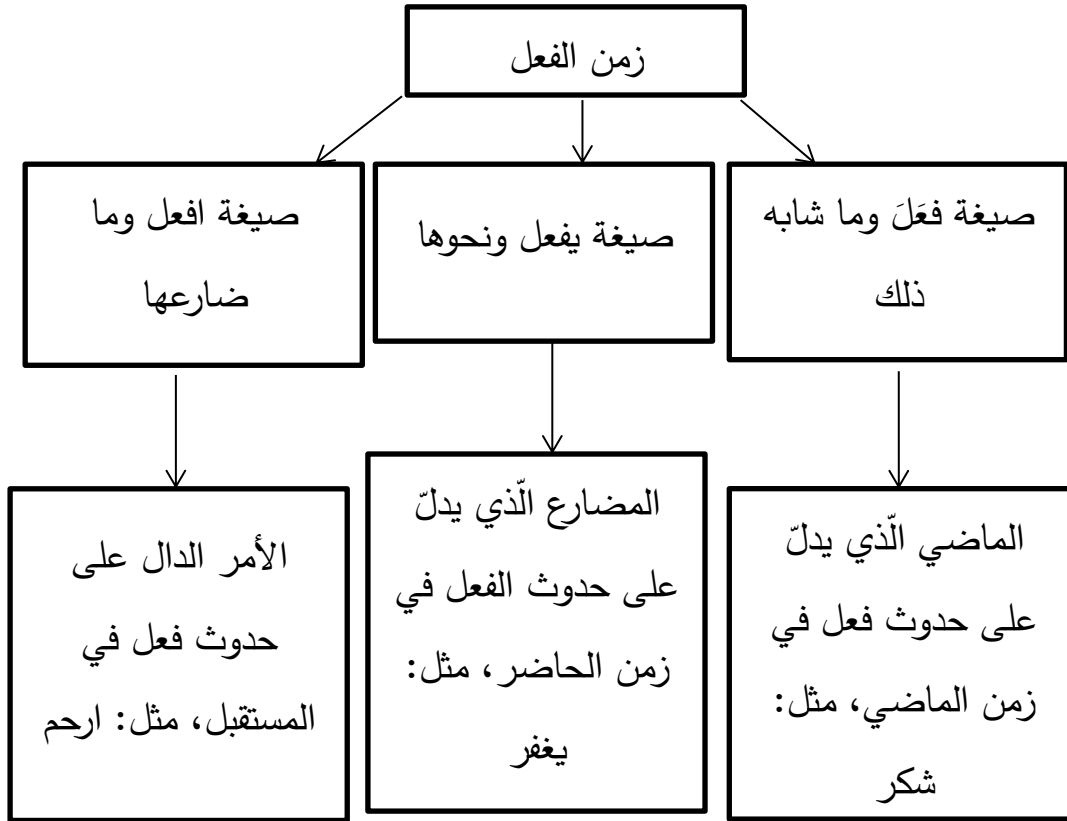 زمن الفعل
صيغة فعَلَ وما شابه
ذلك
صيغة يفعل ونحوها
صيغة افعل وما
ضارعها
الماضي الّذي يدلّ
على حدوث فعل في
زمن الماضي، مثل:
شكر
المضارع الّذي يدلّ
على حدوث الفعل في
زمن الحاضر، مثل:
يغفر
الأمر الدال على
حدوث فعل في
المستقبل، مثل: ارحم